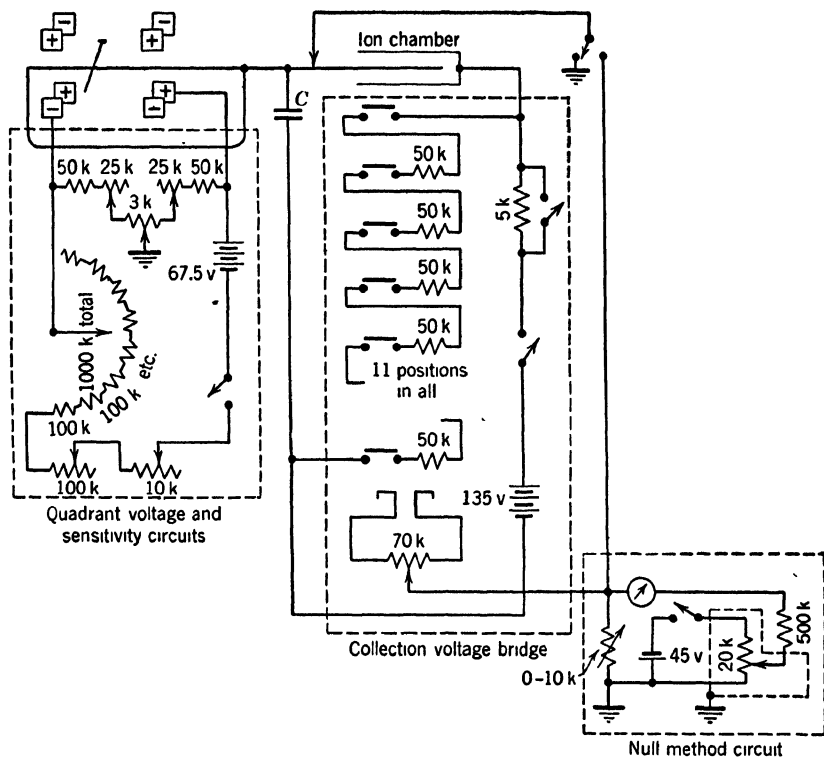 Ion chamber
C
50 k
25 k
25 k
50 k
3 k
67.5 v
1000 k total
100 k etc.
100 k
100 k
10 k
Quadrant voltage and
sensitivity circuits
50 k
50 k
50 k
50 k
5 k
11 positions
in all
50 k
135 v
70 k
Collection voltage bridge
0-10 k
45 v
20 k
500 k
Null method circuit